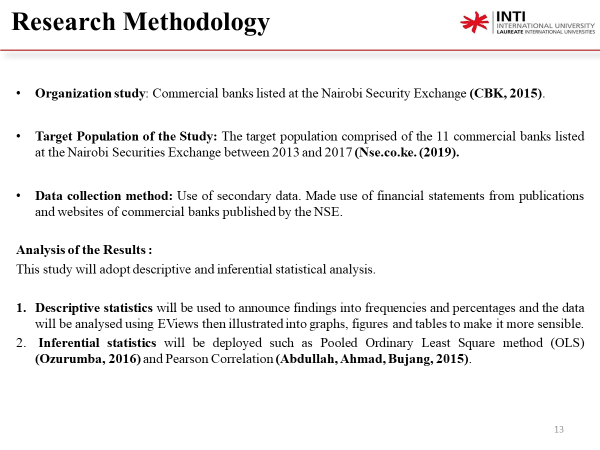 Research Methodology
INTI
INTERNATIONAL UNIVERSITY
LAUREATE INTERNATIONAL UNIVERSITIES
• Organization study: Commercial banks listed at the Nairobi Security Exchange (CBK, 2015).
• Target Population of the Study: The target population comprised of the 11 commercial banks listed
at the Nairobi Securities Exchange between 2013 and 2017 (Nse.co.ke. (2019).
• Data collection method: Use of secondary data. Made use of financial statements from publications
and websites of commercial banks published by the NSE.
Analysis of the Results :
This study will adopt descriptive and inferential statistical analysis.
1. Descriptive statistics will be used to announce findings into frequencies and percentages and the data
will be analysed using EViews then illustrated into graphs, figures and tables to make it more sensible.
2. Inferential statistics will be deployed such as Pooled Ordinary Least Square method (OLS)
(Ozurumba, 2016) and Pearson Correlation (Abdullah, Ahmad, Bujang, 2015).
13